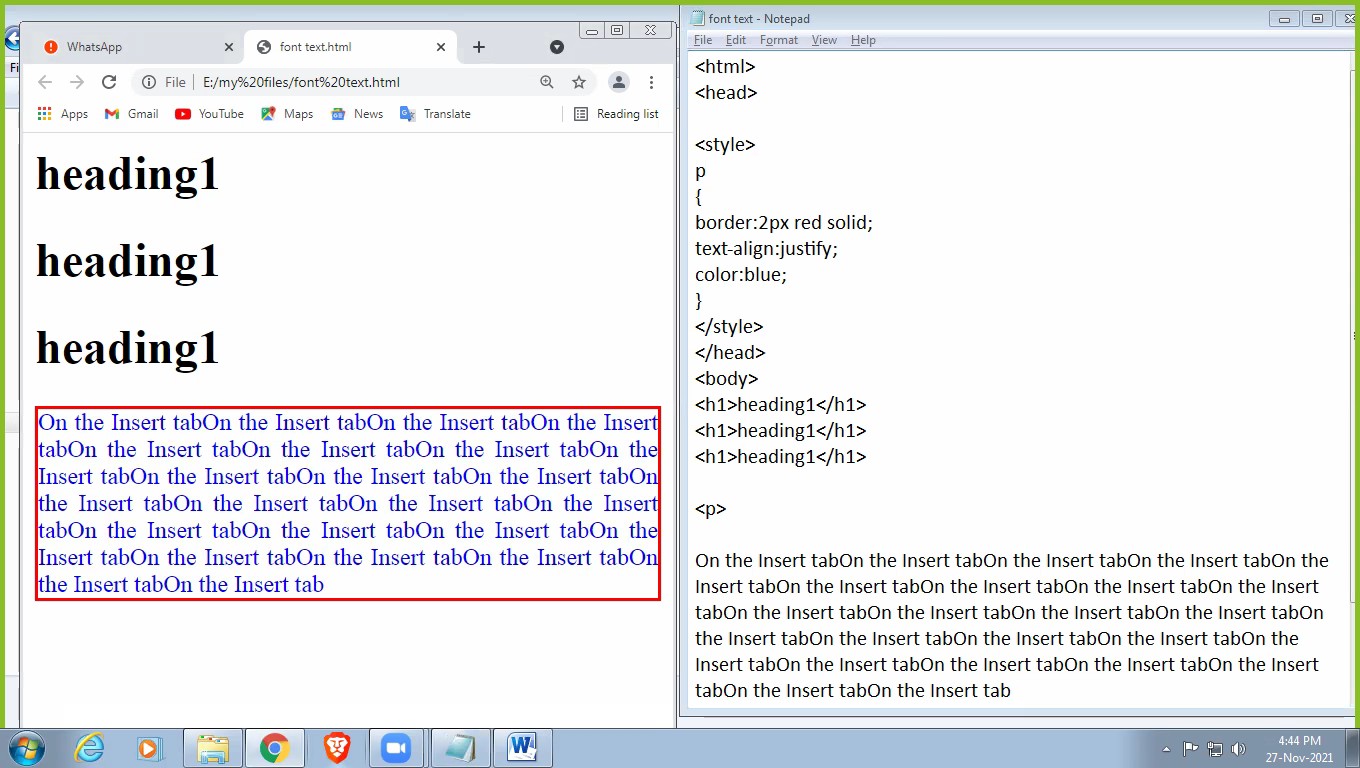 WhatsApp
font text.html
File
E:/my%20files/font%20text.html
Apps
Gmail
YouTube
Maps
News
Translate
Reading list
heading1
heading1
heading1
On the Insert tabOn the Insert tabOn the Insert tabOn the Insert
tabOn the Insert tabOn the Insert tabOn the Insert tabOn the
Insert tabOn the Insert tabOn the Insert tabOn the Insert tabOn
the Insert tabOn the Insert tabOn the Insert tabOn the Insert
tabOn the Insert tabOn the Insert tabOn the Insert tabOn the
Insert tabOn the Insert tabOn the Insert tabOn the Insert tabOn
the Insert tabOn the Insert tab
font text - Notepad
File Edit Format View Help
<html>
<head>
<style>
p
{
border:2px red solid;
text-align:justify;
color:blue;
}
</style>
</head>
<body>
<h1>heading1</h1>
<h1>heading1</h1>
<h1>heading1</h1>
<p>
On the Insert tabOn the Insert tabOn the Insert tabOn the Insert tabOn the
Insert tabOn the Insert tabOn the Insert tabOn the Insert tabOn the Insert
tabOn the Insert tabOn the Insert tabOn the Insert tabOn the Insert tabOn
the Insert tabOn the Insert tabOn the Insert tabOn the Insert tabOn the
Insert tabOn the Insert tabOn the Insert tabOn the Insert tabOn the Insert
tabOn the Insert tabOn the Insert tab
4:44 PM
27-Nov-2021